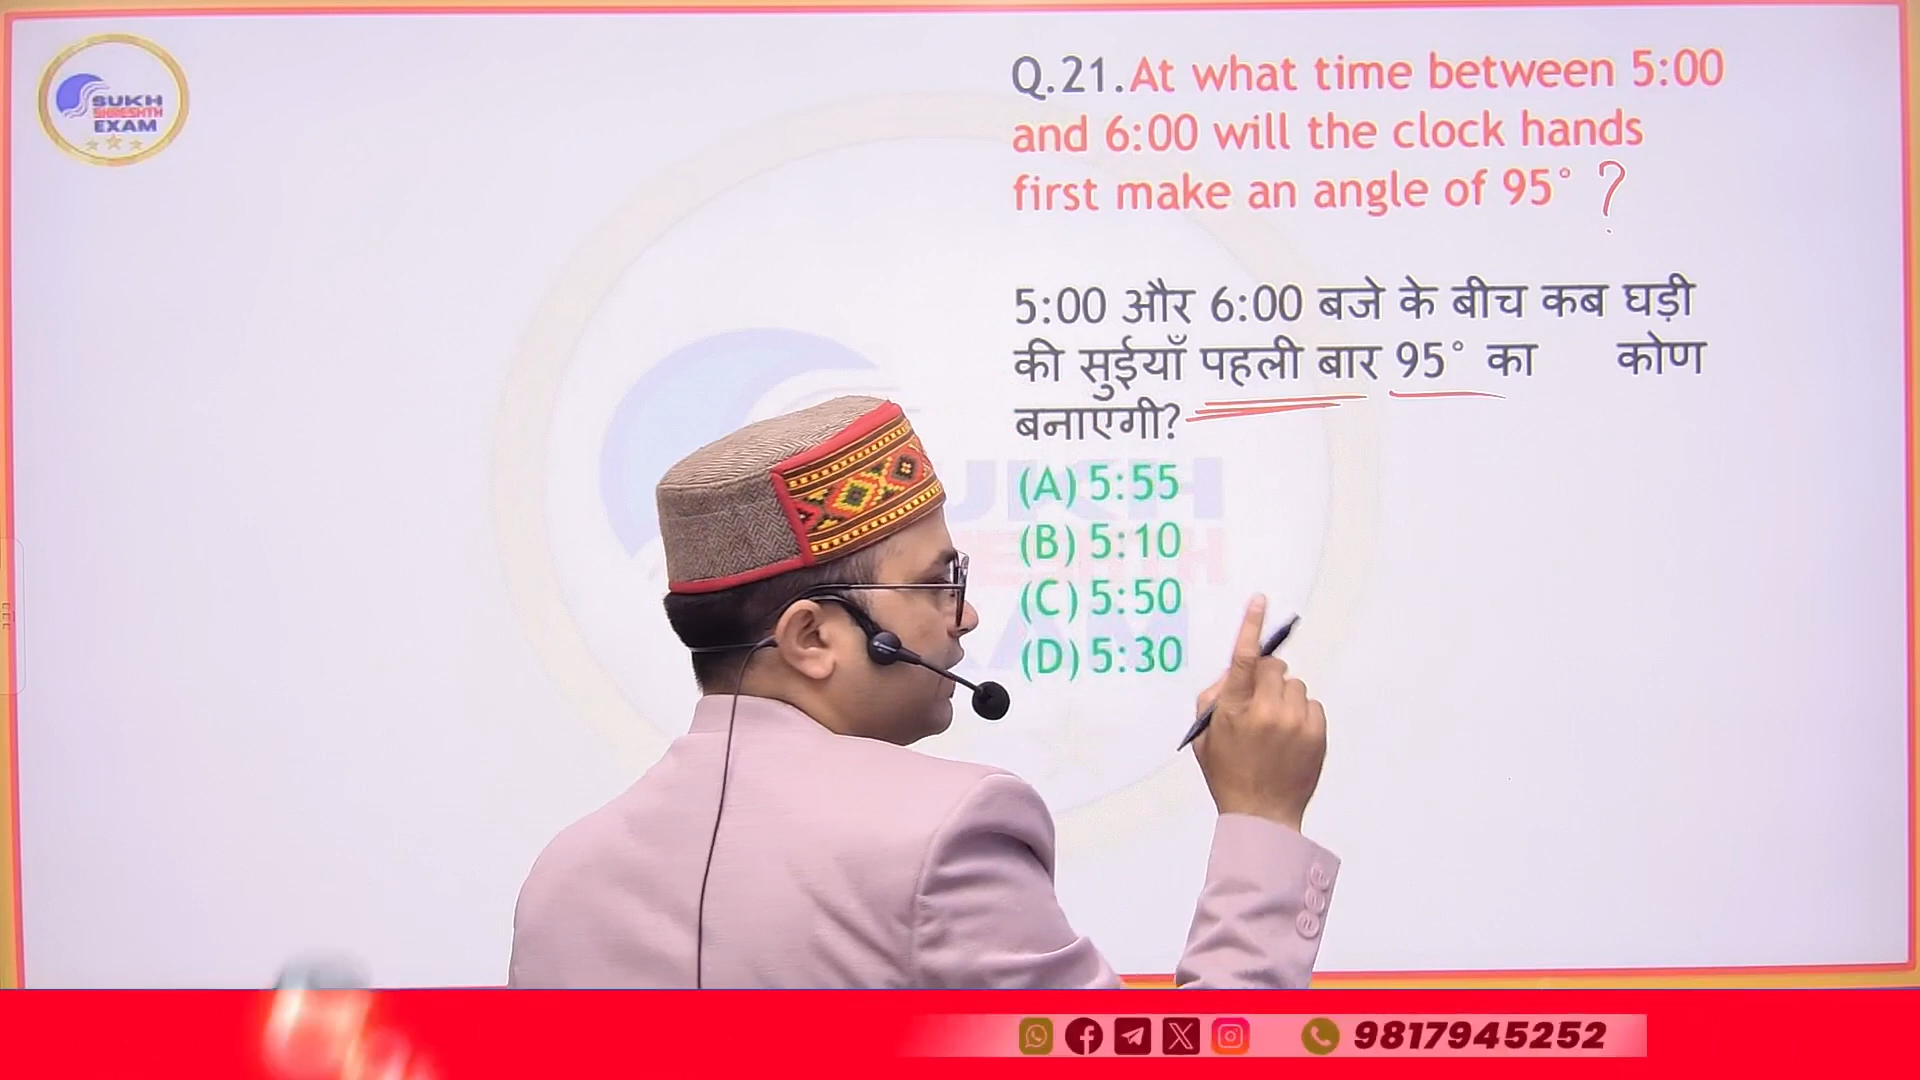 SUKH
SHRESHTH
EXAM
Q.21.At what time between 5:00
and 6:00 will the clock hands
first make an angle of 95° ?
5:00 और 6:00 बजे के बीच कब घड़ी
की सुईयाँ पहली बार 95° का कोण
बनाएगी?
(A) 5:55
(B) 5:10
(C) 5:50
(D) 5:30
9817945252